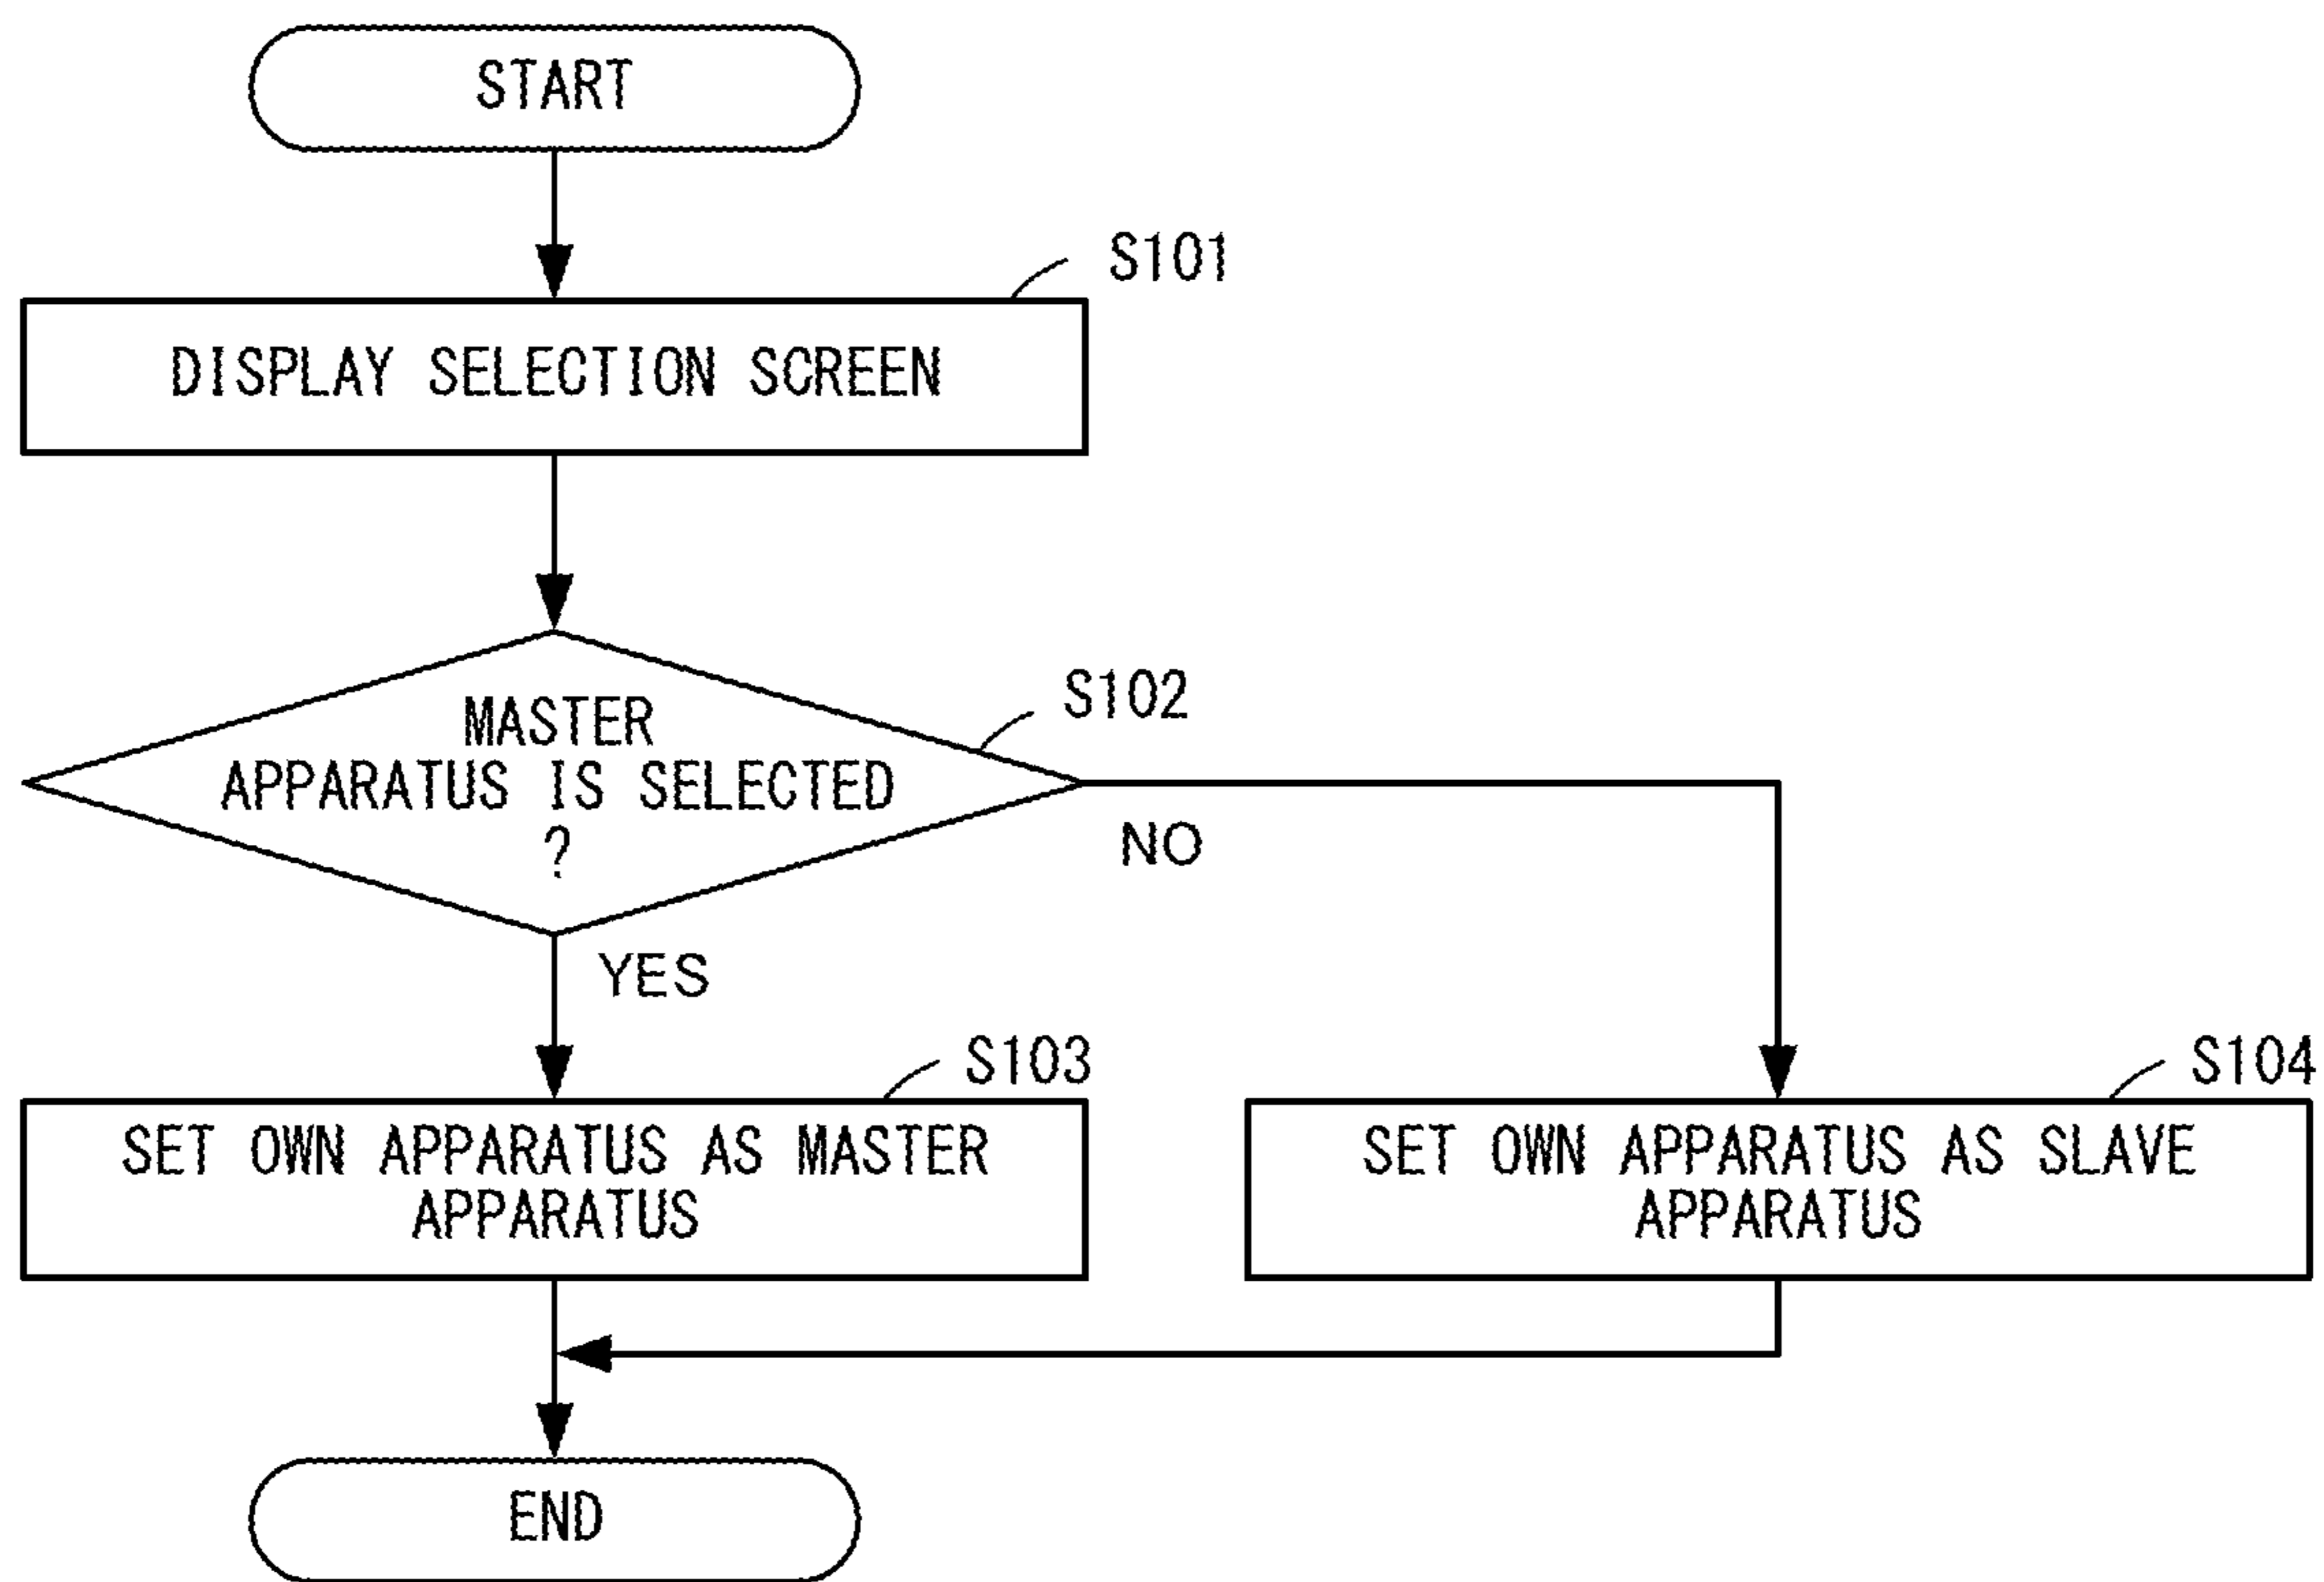 START
S101
DISPLAY SELECTION SCREEN
S102
MASTER
APPARATUS IS SELECTED
?
NO
YES
S103
SET OWN APPARATUS AS MASTER
APPARATUS
S104
SET OWN APPARATUS AS SLAVE
APPARATUS
END